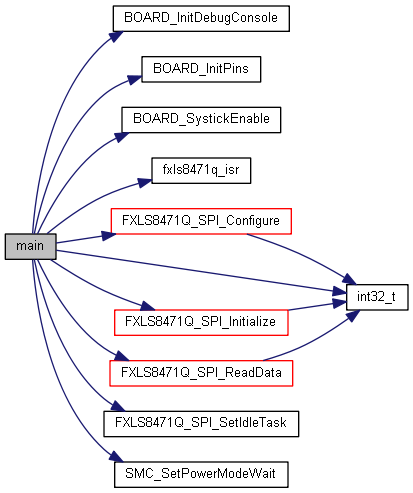 BOARD_InitDebugConsole
BOARD_InitPins
BOARD_SystickEnable
fxls8471q_isr
FXLS8471Q_SPI_Configure
main
int32_t
FXLS8471Q_SPI_Initialize
FXLS8471Q_SPI_ReadData
FXLS8471Q_SPI_SetIdleTask
SMC_SetPowerModeWait